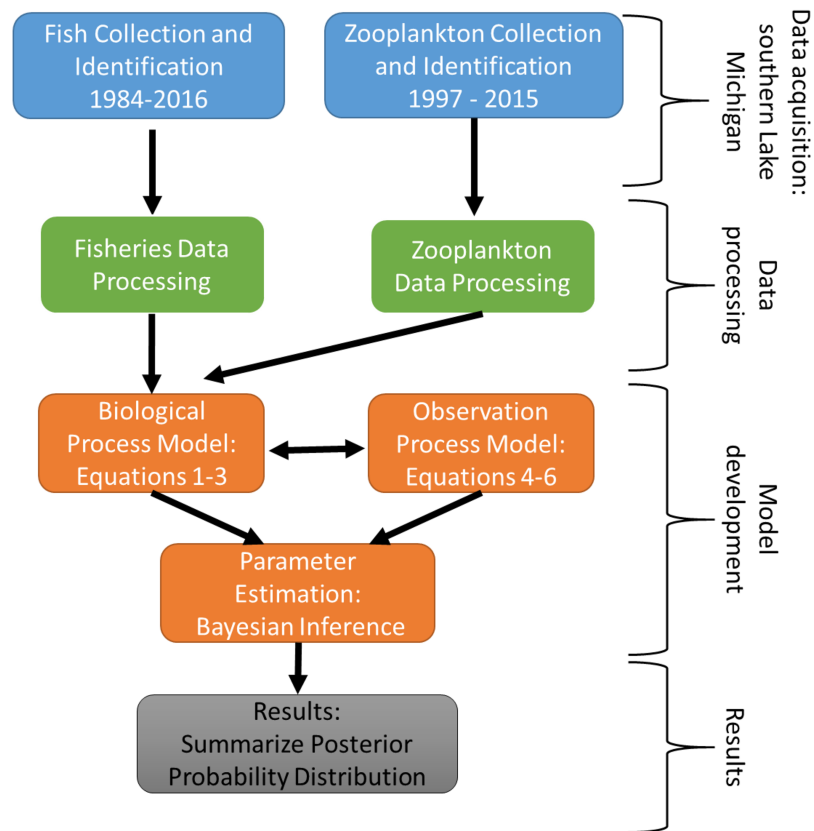 Fish Collection and
Identification
1984-2016
Zooplankton Collection
and Identification
1997 - 2015
Data acquisition:
southern Lake
Michigan
Fisheries Data
Processing
Zooplankton
Data Processing
Data
processing
Biological
Process Model:
Equations 1-3
Observation
Process Model:
Equations 4-6
Model
development
Parameter
Estimation:
Bayesian Inference
Results:
Summarize Posterior
Probability Distribution
Results